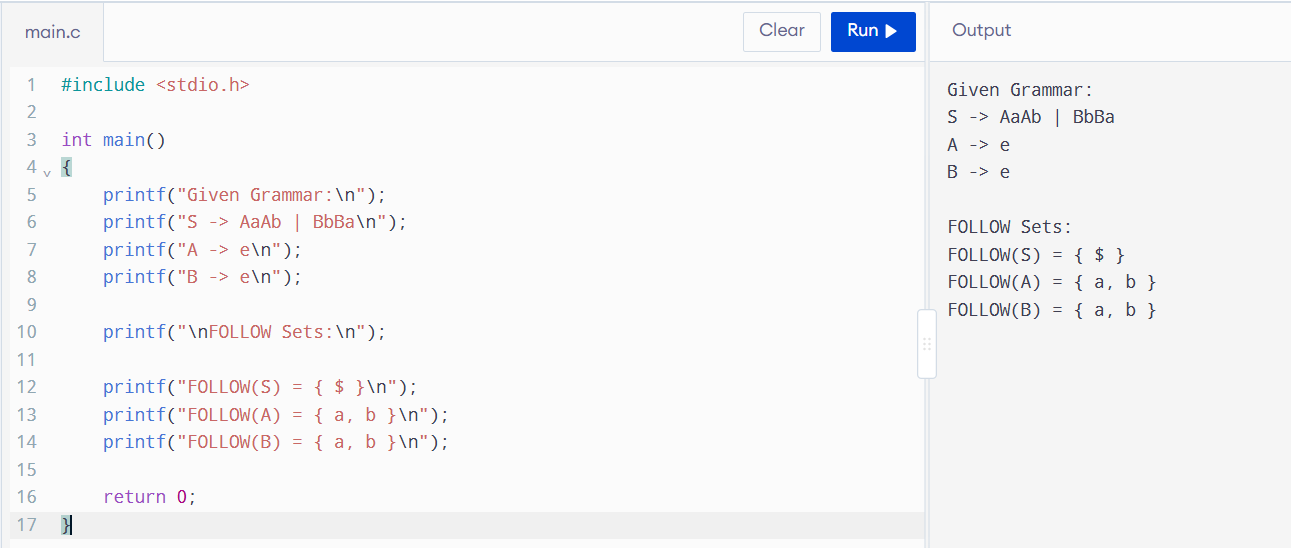 main.c
Clear
Run
1 #include <stdio.h>
2
3 int main()
4 {
5 printf("Given Grammar:\n");
6 printf("S -> AaAb | BbBa\n");
7 printf("A -> e\n");
8 printf("B -> e\n");
9
10 printf("\nFOLLOW Sets:\n");
11
12 printf("FOLLOW(S) = { $ }\n");
13 printf("FOLLOW(A) = { a, b }\n");
14 printf("FOLLOW(B) = { a, b }\n");
15
16 return 0;
17 }
Output
Given Grammar:
S -> AaAb | BbBa
A -> e
B -> e
FOLLOW Sets:
FOLLOW(S) = { $ }
FOLLOW(A) = { a, b }
FOLLOW(B) = { a, b }